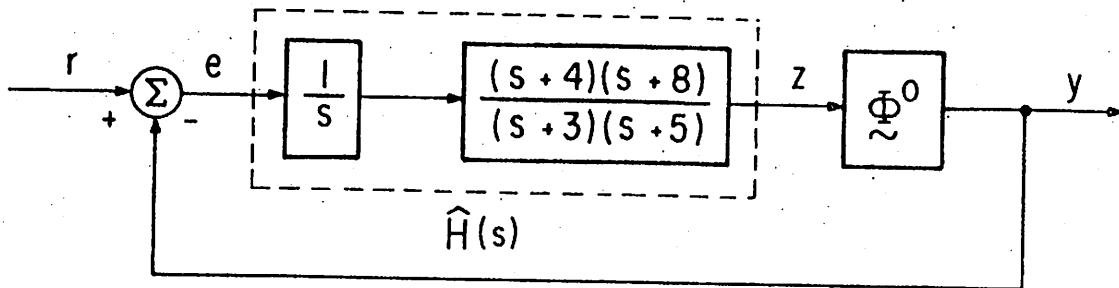 r
+
Σ
-
e
1
s
(s + 4)(s + 8)
(s + 3)(s + 5)
z
Φ⁰
y
Ĥ(s)